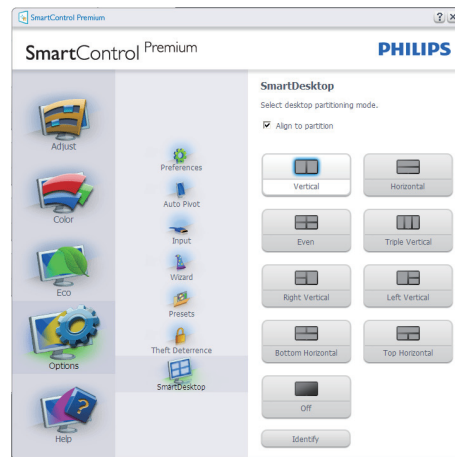 SmartControl Premium
SmartControl Premium
PHILIPS
Adjust
Color
Eco
Options
Help
Preferences
Auto Pivot
Input
Wizard
Presets
Theft Deterrence
SmartDesktop
SmartDesktop
Select desktop partitioning mode.
Align to partition
Vertical
Horizontal
Even
Triple Vertical
Right Vertical
Left Vertical
Bottom Horizontal
Top Horizontal
Off
Identify